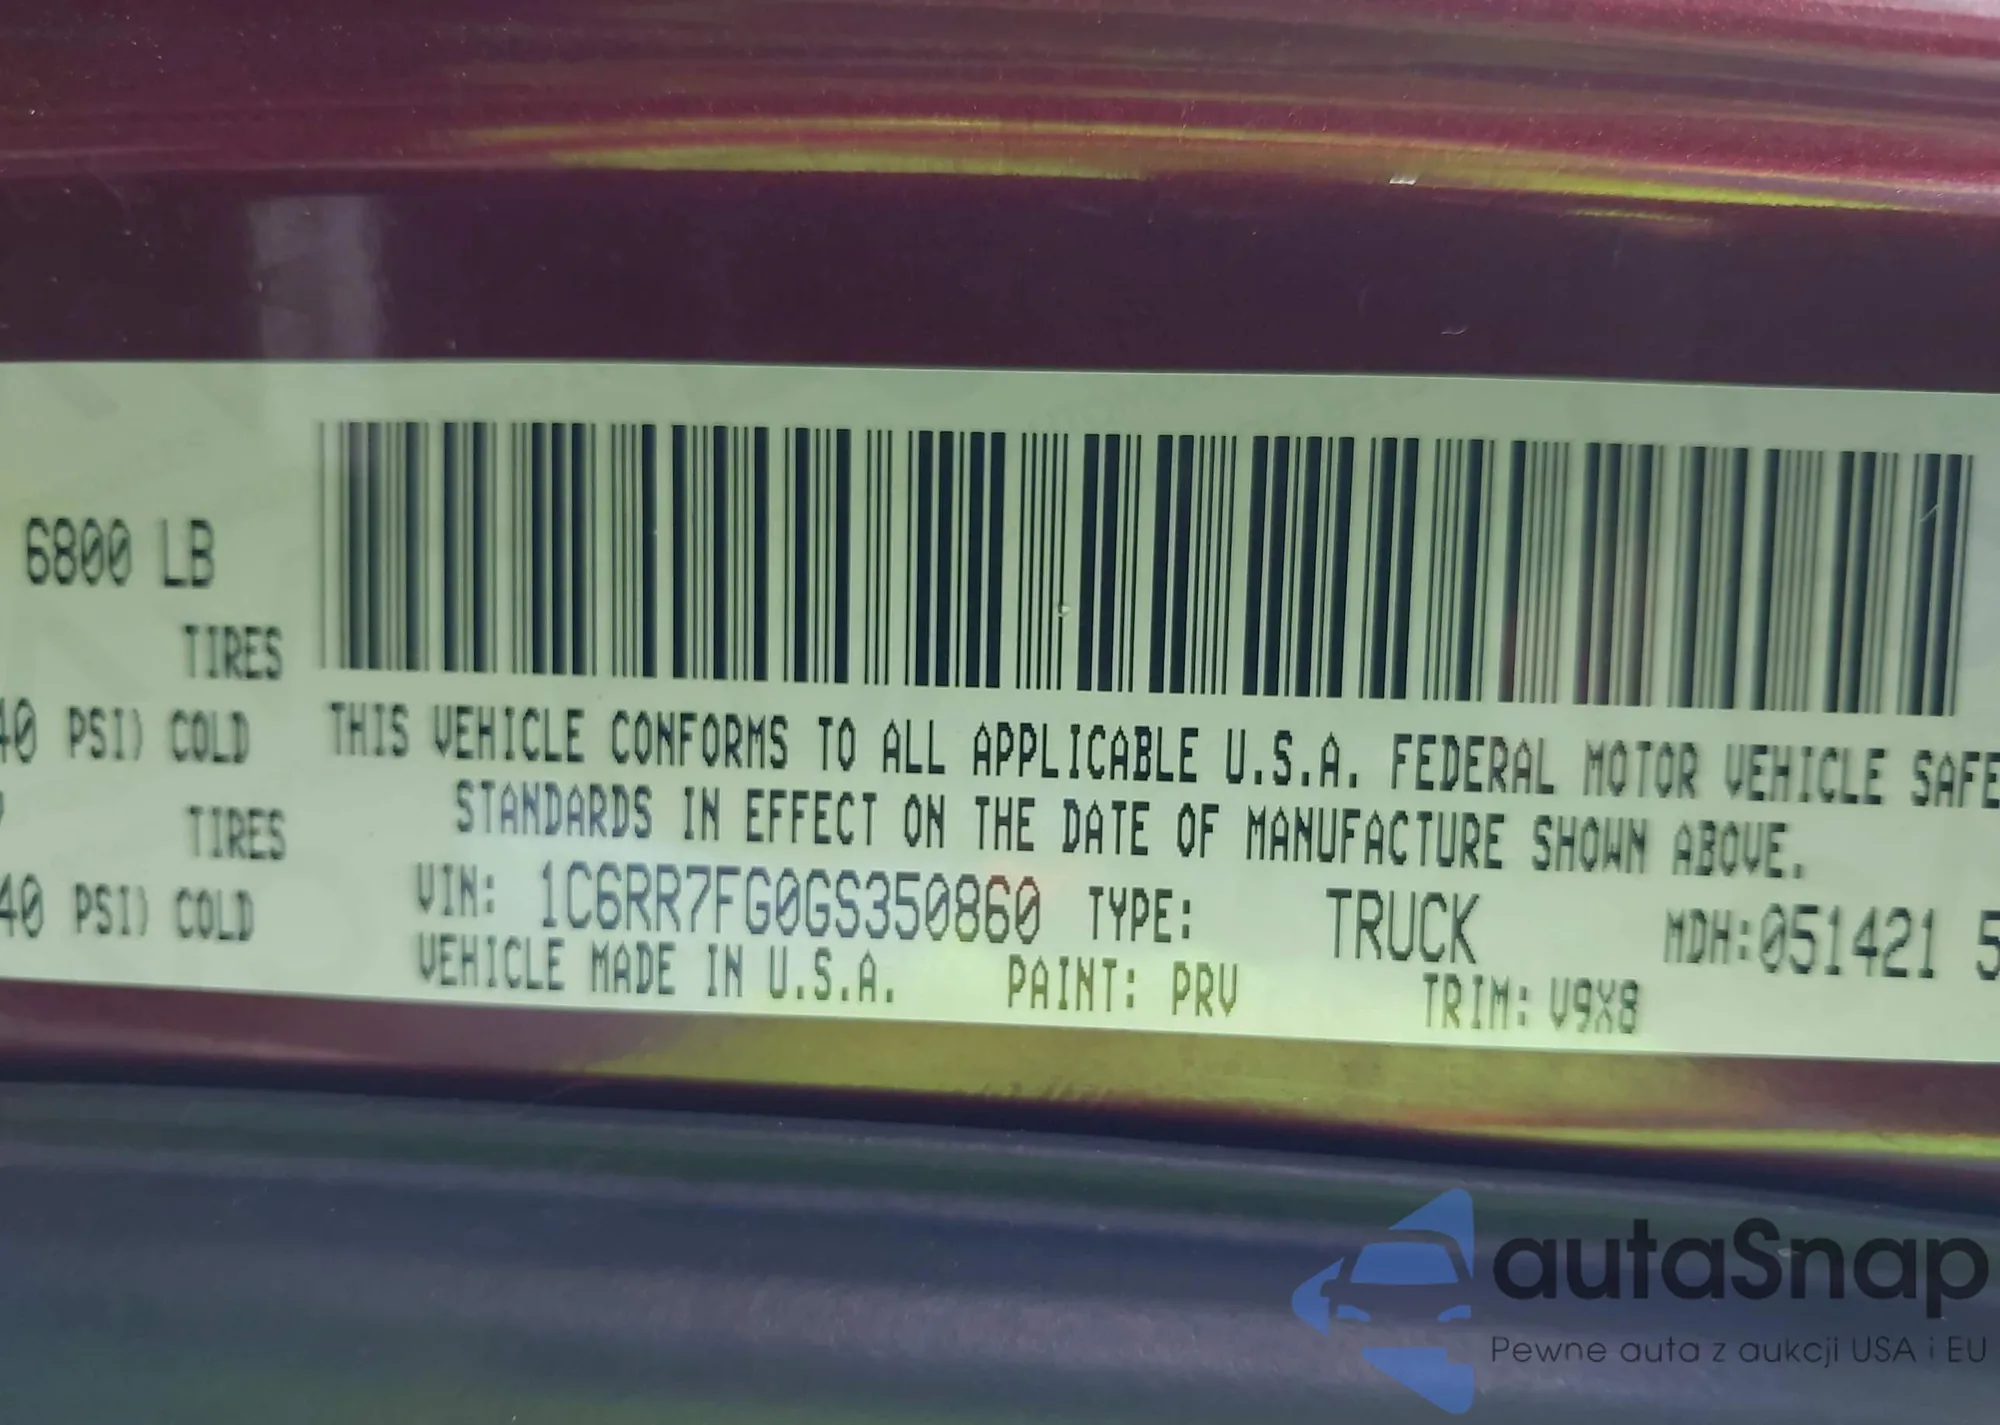 6800 LB
TIRES
40 PSI) COLD
TIRES
40 PSI) COLD
THIS VEHICLE CONFORMS TO ALL APPLICABLE U.S.A. FEDERAL MOTOR VEHICLE SAFE
STANDARDS IN EFFECT ON THE DATE OF MANUFACTURE SHOWN ABOVE.
VIN: 1C6RR7FG0GS350860 TYPE: TRUCK MDH:051421 5
VEHICLE MADE IN U.S.A. PAINT: PRV TRIM: V9X8
autaSnap
Pewne auta z aukcji USA i EU